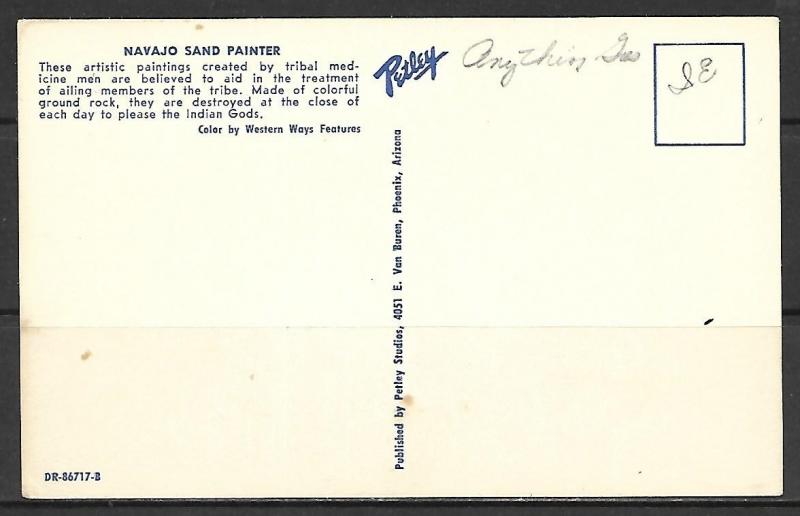 NAVAJO SAND PAINTER
These artistic paintings created by tribal med-
icine men are believed to aid in the treatment
of ailing members of the tribe. Made of colorful
ground rock, they are destroyed at the close of
each day to please the Indian Gods.
Color by Western Ways Features
Petley
Published by Petley Studios, 4051 E. Van Buren, Phoenix, Arizona
DR-86717-B